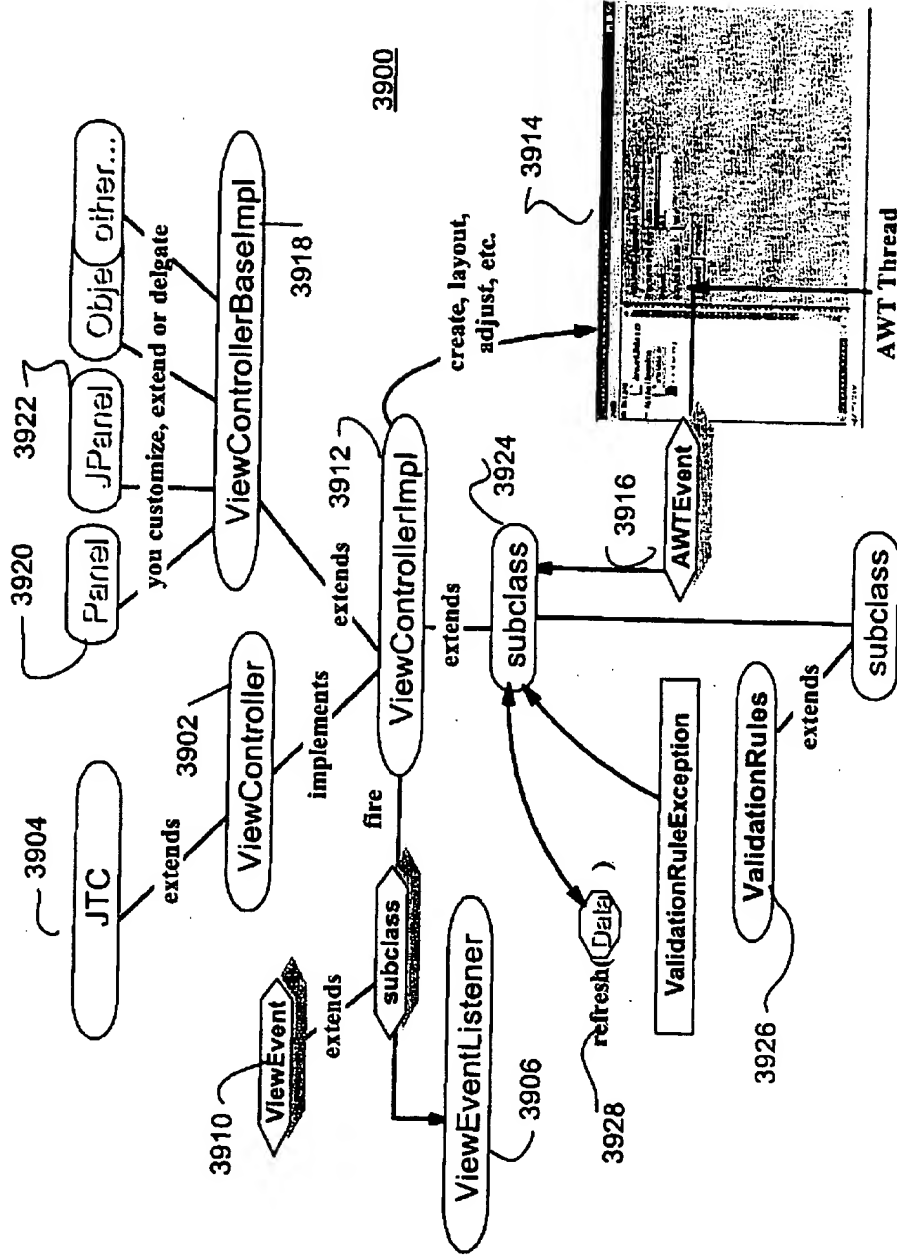 3900
3904
JTC
extends
3902
ViewController
implements
3920
Panel
3922
JPanel
Obje
other...
you customize, extend or delgate
ViewControllerBaseImpl
3918
extends
3912
ViewControllerImpl
create, layout,
adjust, etc.
3914
fire
3910
ViewEvent
extends
subclass
ViewEventListener
3906
extends
3924
subclass
3916
AWTEvent
AWT Thread
refresh(Data)
3928
ValidationRuleException
ValidationRules
3926
extends
subclass